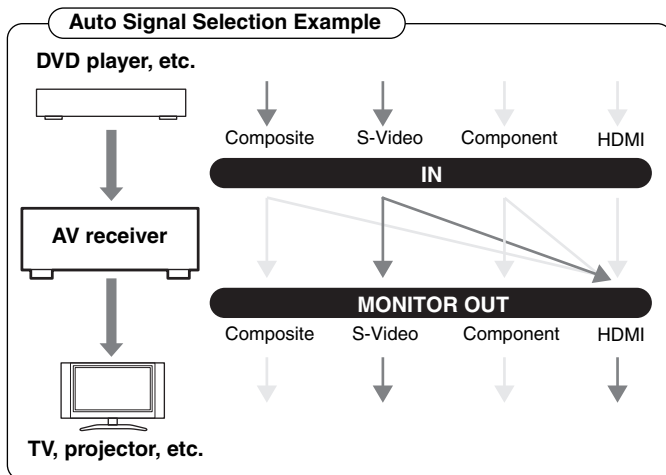 Auto Signal Selection Example
DVD player, etc.
Composite S-Video Component HDMI
IN
AV receiver
MONITOR OUT
Composite S-Video Component HDMI
TV, projector, etc.